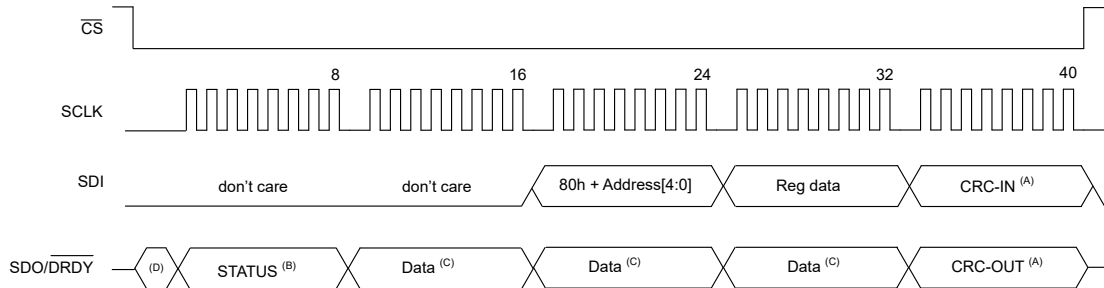 CS
8 16 24 32 40
SCLK
SDI don't care don't care 80h + Address[4:0] Reg data CRC-IN (A)
SDO/DRDY (D) STATUS (B) Data (C) Data (C) Data (C) CRC-OUT (A)